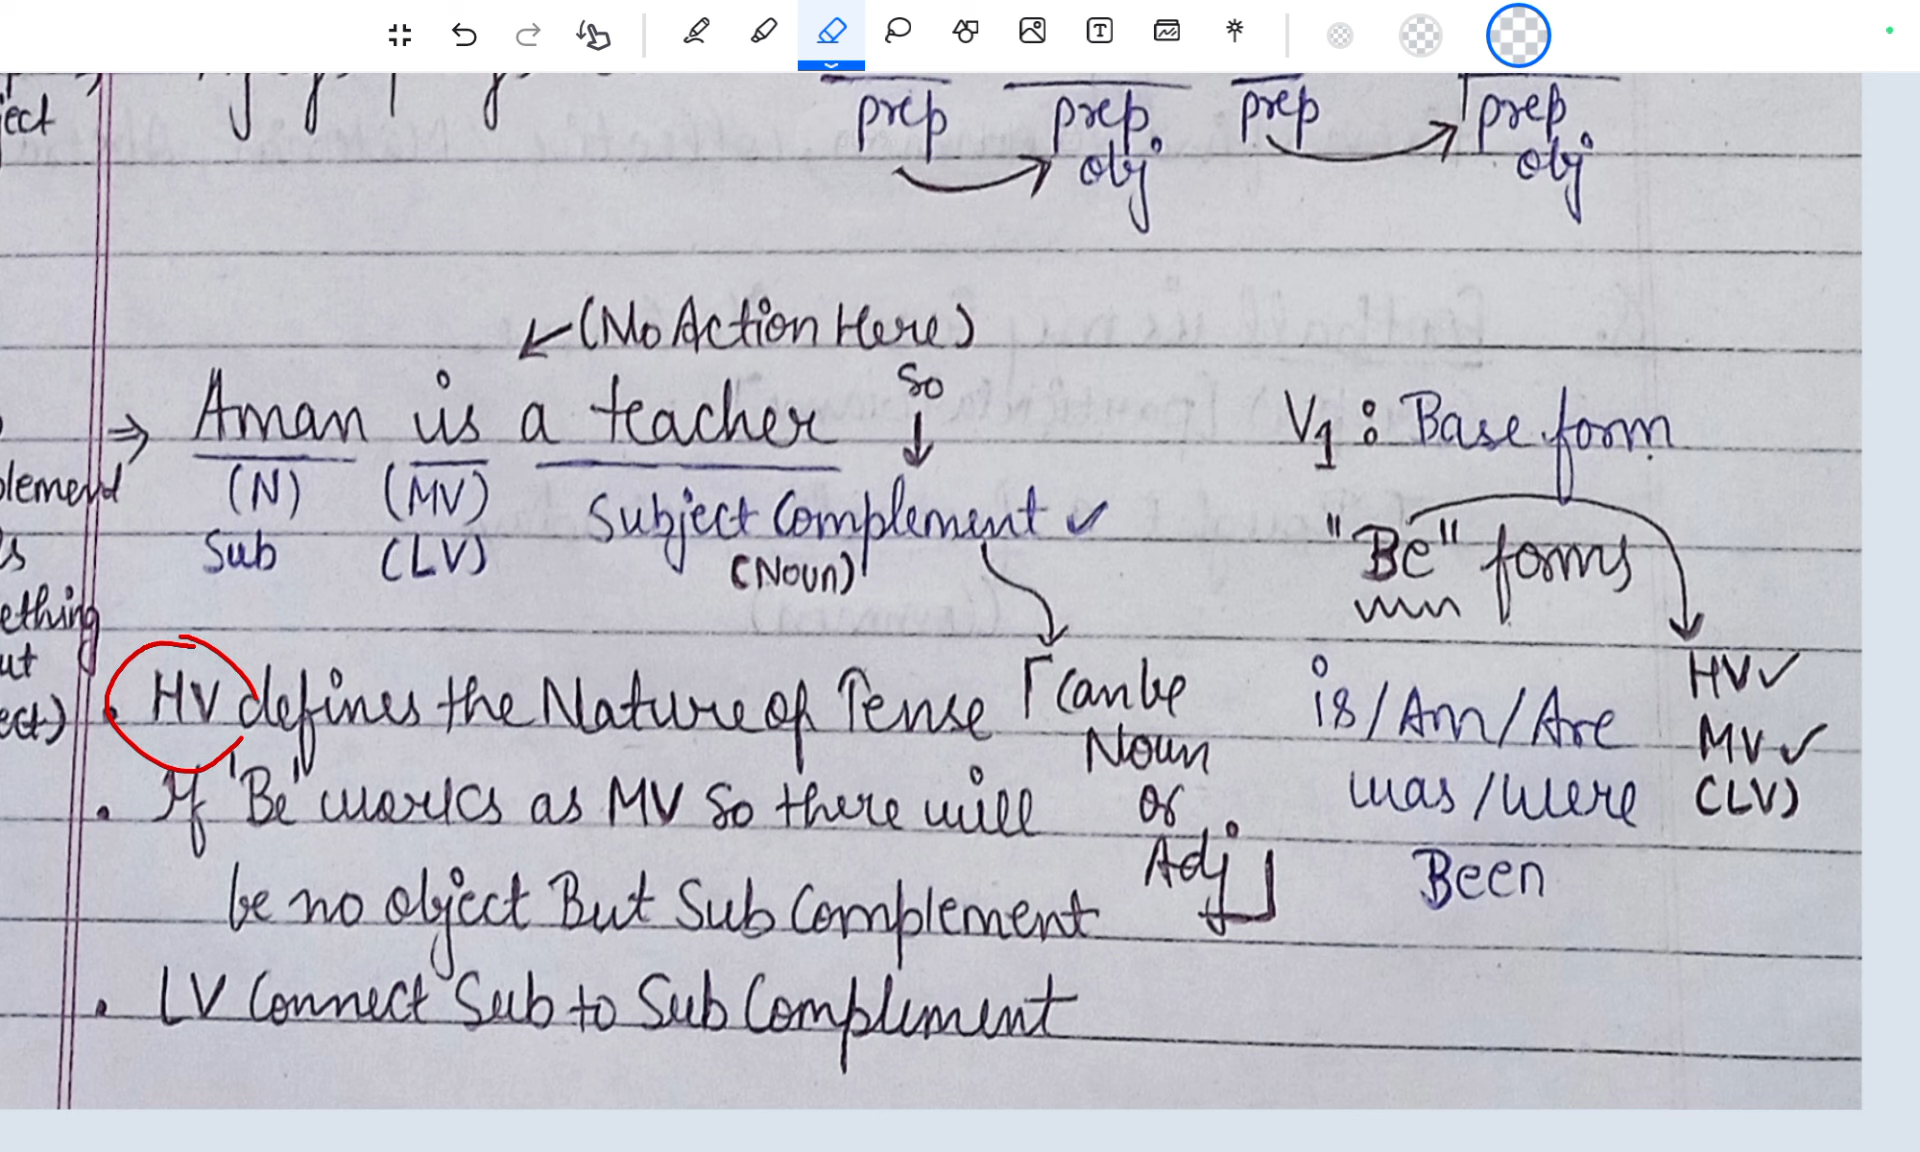 ject
prep prep. prep prep
obj obj
(No Action Here)
so
⇒ Aman is a teacher V1 : Base form
(N) (MV) Subject Complement ✓ "Be" forms
Sub (LV) (Noun)
• HV defines the Nature of Tense [Can be is/Am/Are HV✓
Noun MV✓
• If 'Be' works as MV So there will or was/were (LV)
be no object But Sub Complement Adj] Been
• LV Connect Sub to Sub Complement